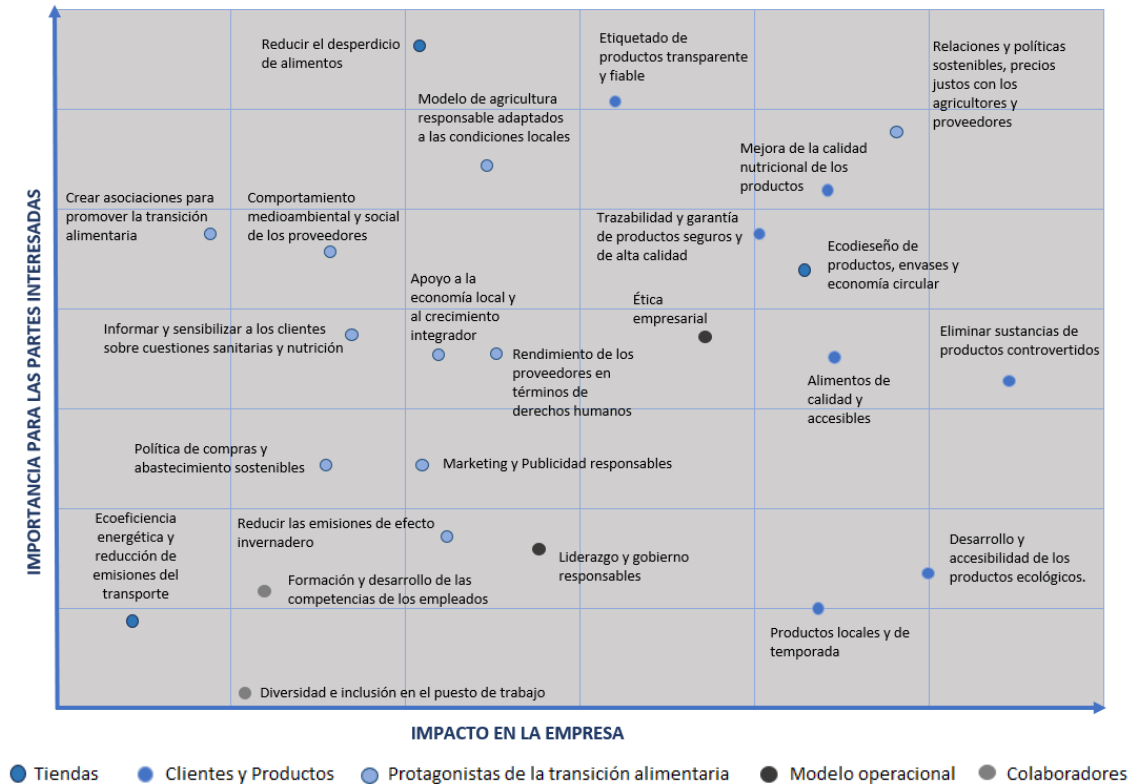 Reducir el desperdicio
de alimentos
Etiquetado de
productos transparente
y fiable
Relaciones y políticas
sostenibles, precios
justos con los
agricultores y
proveedores
Modelo de agricultura
responsable adaptados
a las condiciones locales
Mejora de la calidad
nutricional de los
productos
Crear asociaciones para
promover la transición
alimentaria
Comportamiento
medioambiental y social
de los proveedores
Trazabilidad y garantía
de productos seguros y
de alta calidad
Ecodieseño de
productos, envases y
economía circular
Apoyo a la
economía local y
al crecimiento
integrador
Ética
empresarial
Informar y sensibilizar a los clientes
sobre cuestiones sanitarias y nutrición
Eliminar sustancias de
productos controvertidos
Rendimiento de los
proveedores en
términos de
derechos humanos
Alimentos de
calidad y
accesibles
Política de compras y
abastecimiento sostenibles
Marketing y Publicidad responsables
Ecoeficiencia
energética y
reducción de
emisiones del
transporte
Reducir las emisiones de efecto
invernadero
Liderazgo y gobierno
responsables
Desarrollo y
accesibilidad de los
productos ecológicos.
Formación y desarrollo de las
competencias de los empleados
Productos locales y de
temporada
Diversidad e inclusión en el puesto de trabajo
IMPORTANCIA PARA LAS PARTES INTERESADAS
IMPACTO EN LA EMPRESA
Tiendas
Clientes y Productos
Protagonistas de la transición alimentaria
Modelo operacional
Colaboradores